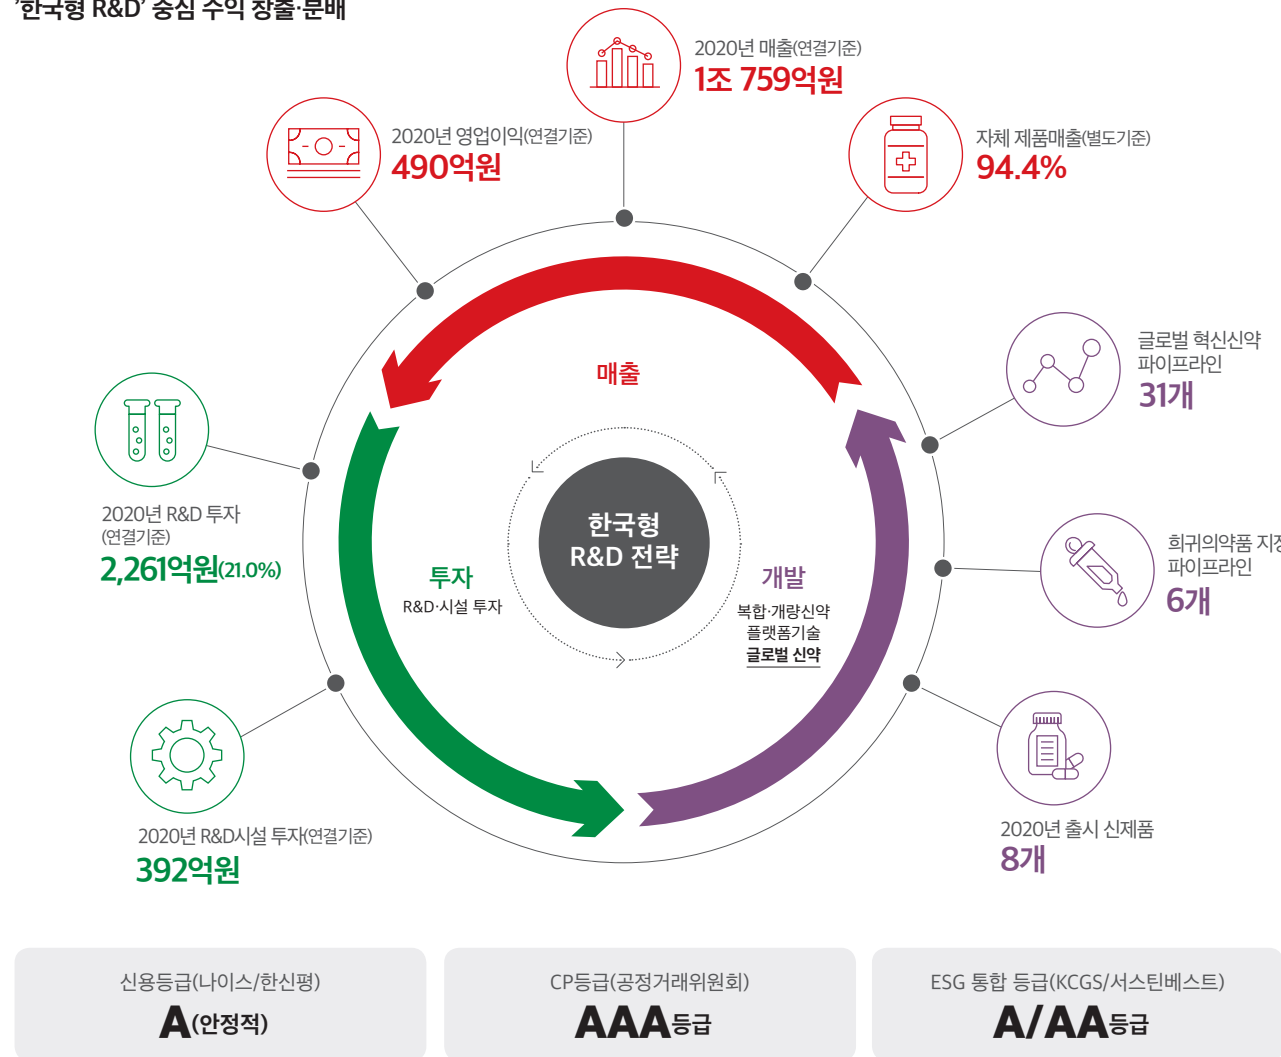 '한국형 R&D' 중심 수익 창출·분배
2020년 매출(연결기준)
1조 759억원
2020년 영업이익(연결기준)
490억원
자체 제품매출(별도기준)
94.4%
글로벌 혁신신약
파이프라인
31개
매출
2020년 R&D 투자
(연결기준)
2,261억원(21.0%)
한국형
R&D 전략
투자
R&D·시설 투자
개발
복합·개량신약
플랫폼기술
글로벌 신약
희귀의약품 지정
파이프라인
6개
2020년 R&D시설 투자(연결기준)
392억원
2020년 출시 신제품
8개
신용등급(나이스/한신평)
A(안정적)
CP등급(공정거래위원회)
AAA등급
ESG 통합 등급(KCGS/서스틴베스트)
A/AA등급